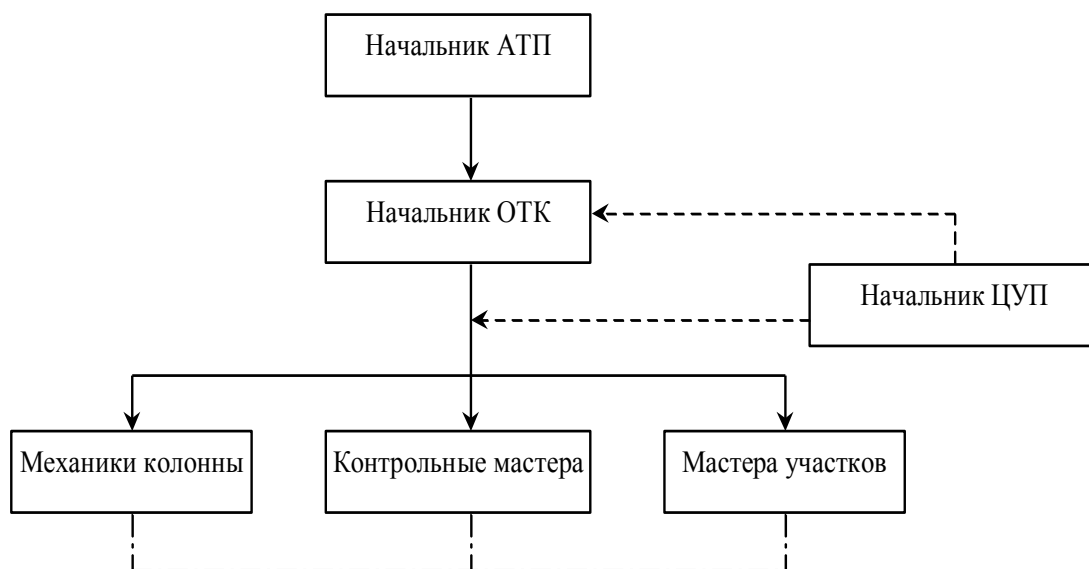 Начальник АТП
Начальник ОТК
Начальник ЦУП
Механики колонны
Контрольные мастера
Мастера участков